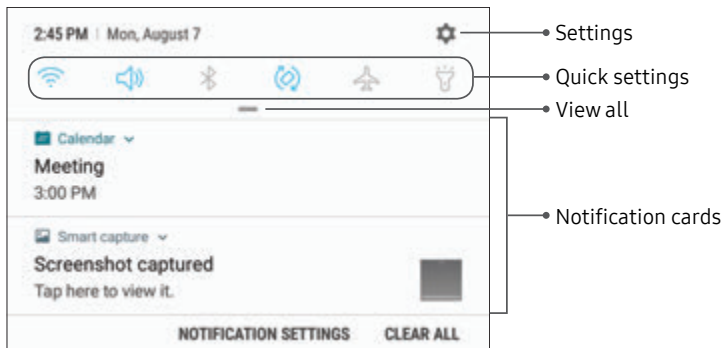 2:45 PM | Mon, August 7
Settings
Quick settings
View all
Calendar
Meeting
3:00 PM
Notification cards
Smart capture
Screenshot captured
Tap here to view it.
NOTIFICATION SETTINGS CLEAR ALL